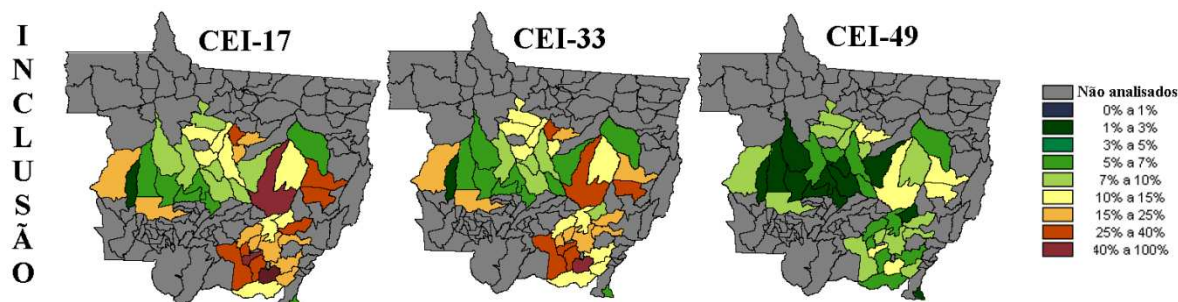 INCLUSÃO
CEI-17
CEI-33
CEI-49
Não analisados
0% a 1%
1% a 3%
3% a 5%
5% a 7%
7% a 10%
10% a 15%
15% a 25%
25% a 40%
40% a 100%